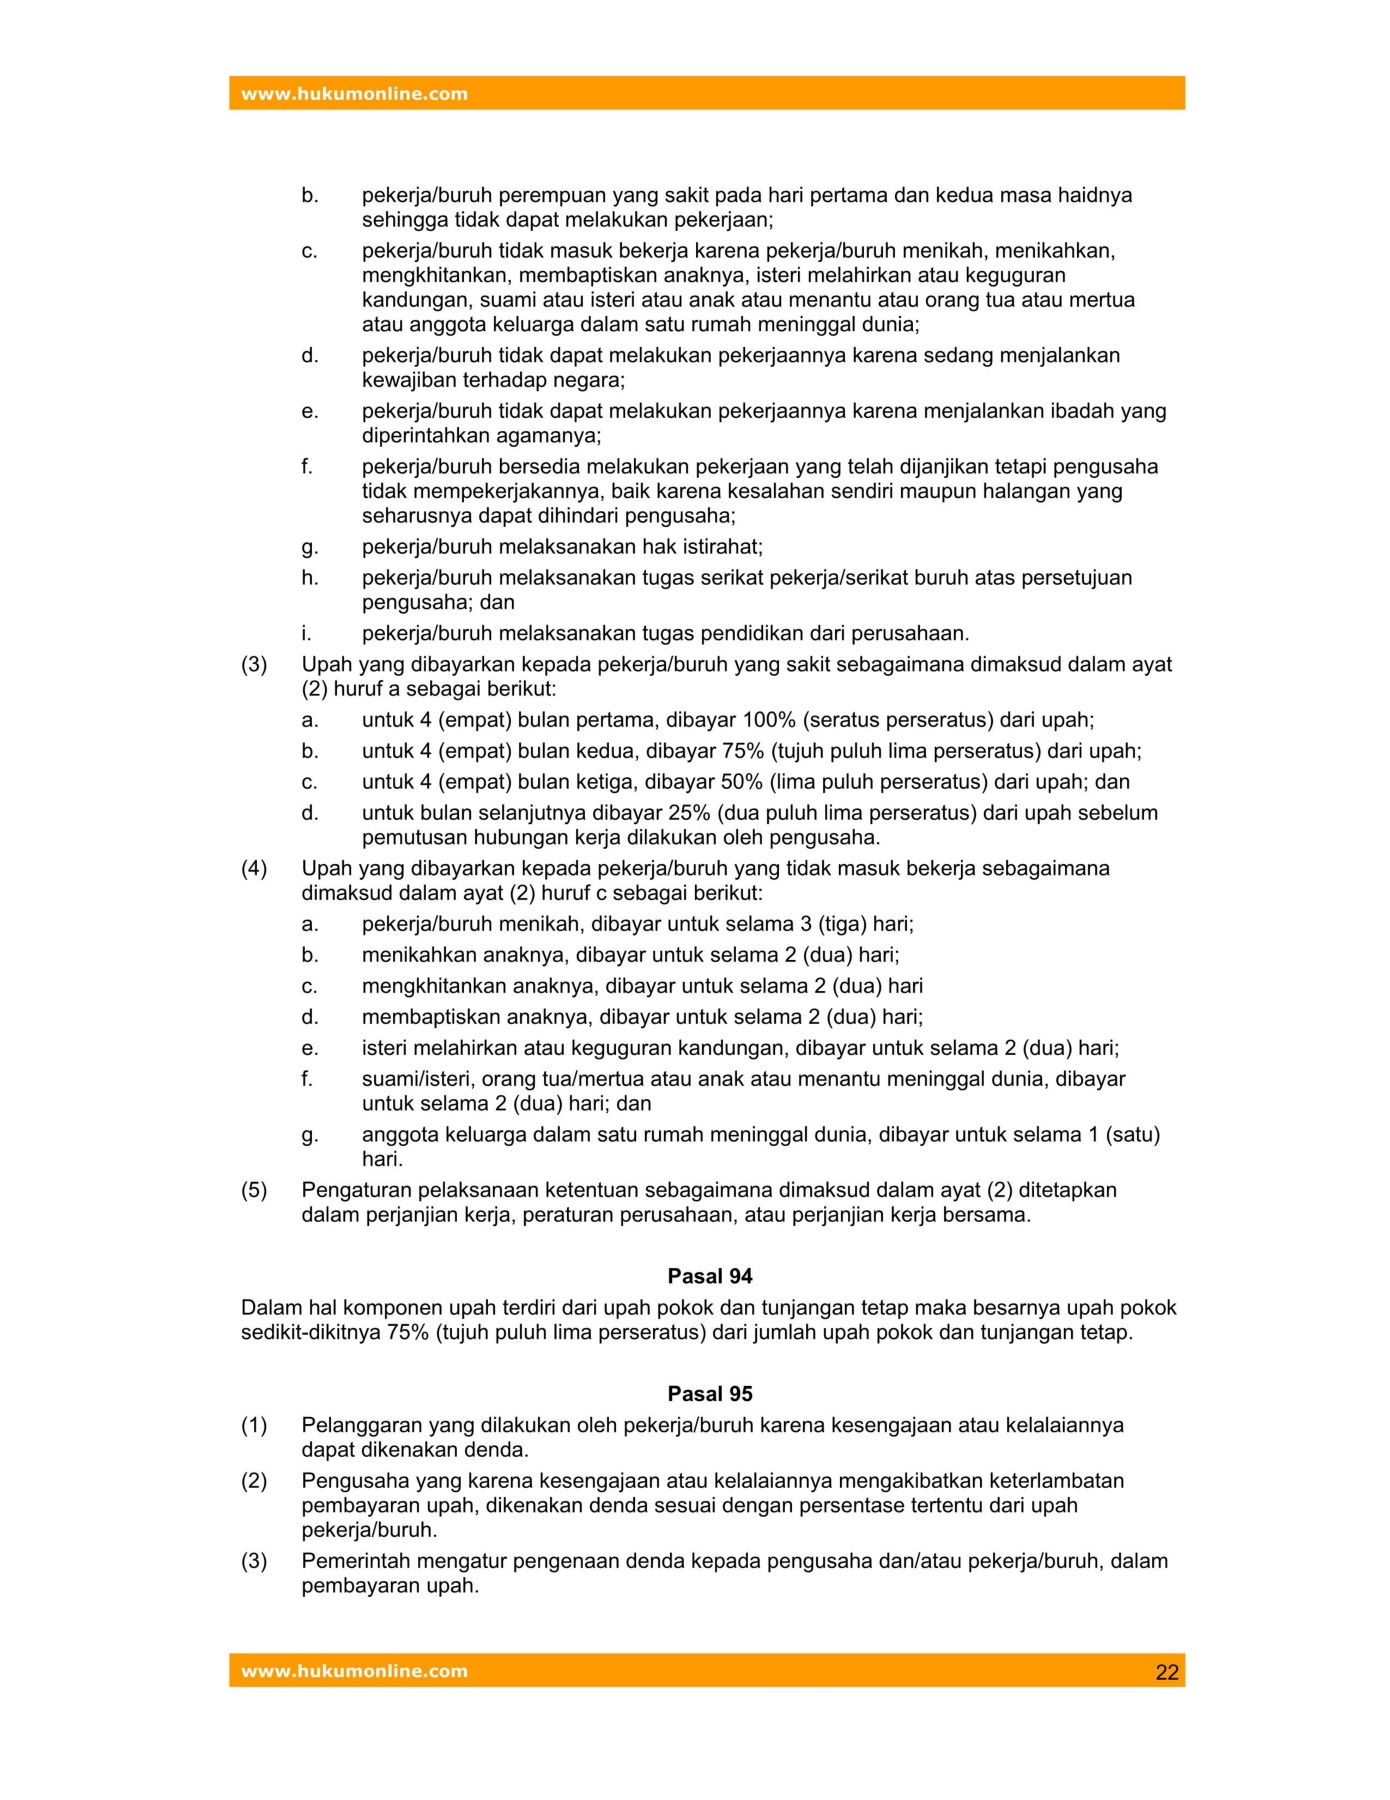 www.hukumonline.com
b. pekerja/buruh perempuan yang sakit pada hari pertama dan kedua masa haidnya
sehingga tidak dapat melakukan pekerjaan;
c. pekerja/buruh tidak masuk bekerja karena pekerja/buruh menikah, menikahkan,
mengkhitankan, membaptiskan anaknya, isteri melahirkan atau keguguran
kandungan, suami atau isteri atau anak atau menantu atau orang tua atau mertua
atau anggota keluarga dalam satu rumah meninggal dunia;
d. pekerja/buruh tidak dapat melakukan pekerjaannya karena sedang menjalankan
kewajiban terhadap negara;
e. pekerja/buruh tidak dapat melakukan pekerjaannya karena menjalankan ibadah yang
diperintahkan agamanya;
f. pekerja/buruh bersedia melakukan pekerjaan yang telah dijanjikan tetapi pengusaha
tidak mempekerjakannya, baik karena kesalahan sendiri maupun halangan yang
seharusnya dapat dihindari pengusaha;
g. pekerja/buruh melaksanakan hak istirahat;
h. pekerja/buruh melaksanakan tugas serikat pekerja/serikat buruh atas persetujuan
pengusaha; dan
i. pekerja/buruh melaksanakan tugas pendidikan dari perusahaan.
(3) Upah yang dibayarkan kepada pekerja/buruh yang sakit sebagaimana dimaksud dalam ayat
(2) huruf a sebagai berikut:
a. untuk 4 (empat) bulan pertama, dibayar 100% (seratus perseratus) dari upah;
b. untuk 4 (empat) bulan kedua, dibayar 75% (tujuh puluh lima perseratus) dari upah;
c. untuk 4 (empat) bulan ketiga, dibayar 50% (lima puluh perseratus) dari upah; dan
d. untuk bulan selanjutnya dibayar 25% (dua puluh lima perseratus) dari upah sebelum
pemutusan hubungan kerja dilakukan oleh pengusaha.
(4) Upah yang dibayarkan kepada pekerja/buruh yang tidak masuk bekerja sebagaimana
dimaksud dalam ayat (2) huruf c sebagai berikut:
a. pekerja/buruh menikah, dibayar untuk selama 3 (tiga) hari;
b. menikahkan anaknya, dibayar untuk selama 2 (dua) hari;
c. mengkhitankan anaknya, dibayar untuk selama 2 (dua) hari
d. membaptiskan anaknya, dibayar untuk selama 2 (dua) hari;
e. isteri melahirkan atau keguguran kandungan, dibayar untuk selama 2 (dua) hari;
f. suami/isteri, orang tua/mertua atau anak atau menantu meninggal dunia, dibayar
untuk selama 2 (dua) hari; dan
g. anggota keluarga dalam satu rumah meninggal dunia, dibayar untuk selama 1 (satu)
hari.
(5) Pengaturan pelaksanaan ketentuan sebagaimana dimaksud dalam ayat (2) ditetapkan
dalam perjanjian kerja, peraturan perusahaan, atau perjanjian kerja bersama.
Pasal 94
Dalam hal komponen upah terdiri dari upah pokok dan tunjangan tetap maka besarnya upah pokok
sedikit-dikitnya 75% (tujuh puluh lima perseratus) dari jumlah upah pokok dan tunjangan tetap.
Pasal 95
(1) Pelanggaran yang dilakukan oleh pekerja/buruh karena kesengajaan atau kelalaiannya
dapat dikenakan denda.
(2) Pengusaha yang karena kesengajaan atau kelalaiannya mengakibatkan keterlambatan
pembayaran upah, dikenakan denda sesuai dengan persentase tertentu dari upah
pekerja/buruh.
(3) Pemerintah mengatur pengenaan denda kepada pengusaha dan/atau pekerja/buruh, dalam
pembayaran upah.
www.hukumonline.com 22